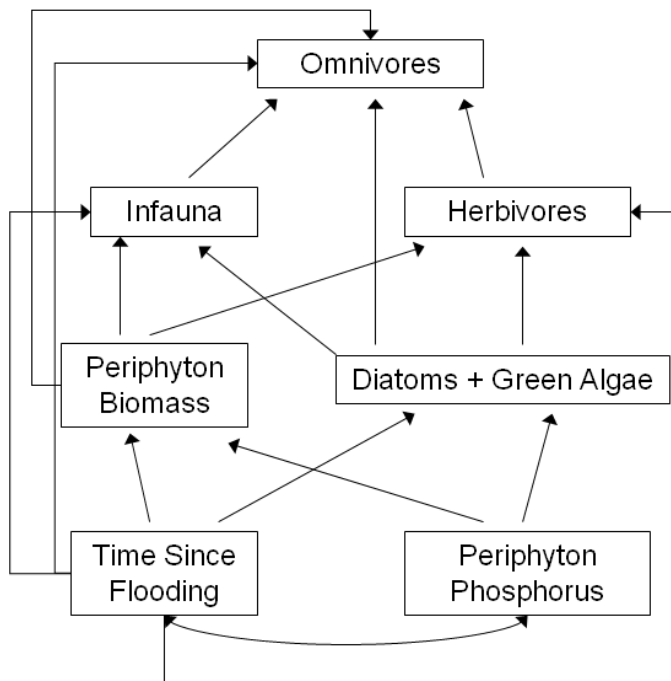 Omnivores
Infauna
Herbivores
Periphyton
Biomass
Diatoms + Green Algae
Time Since
Flooding
Periphyton
Phosphorus